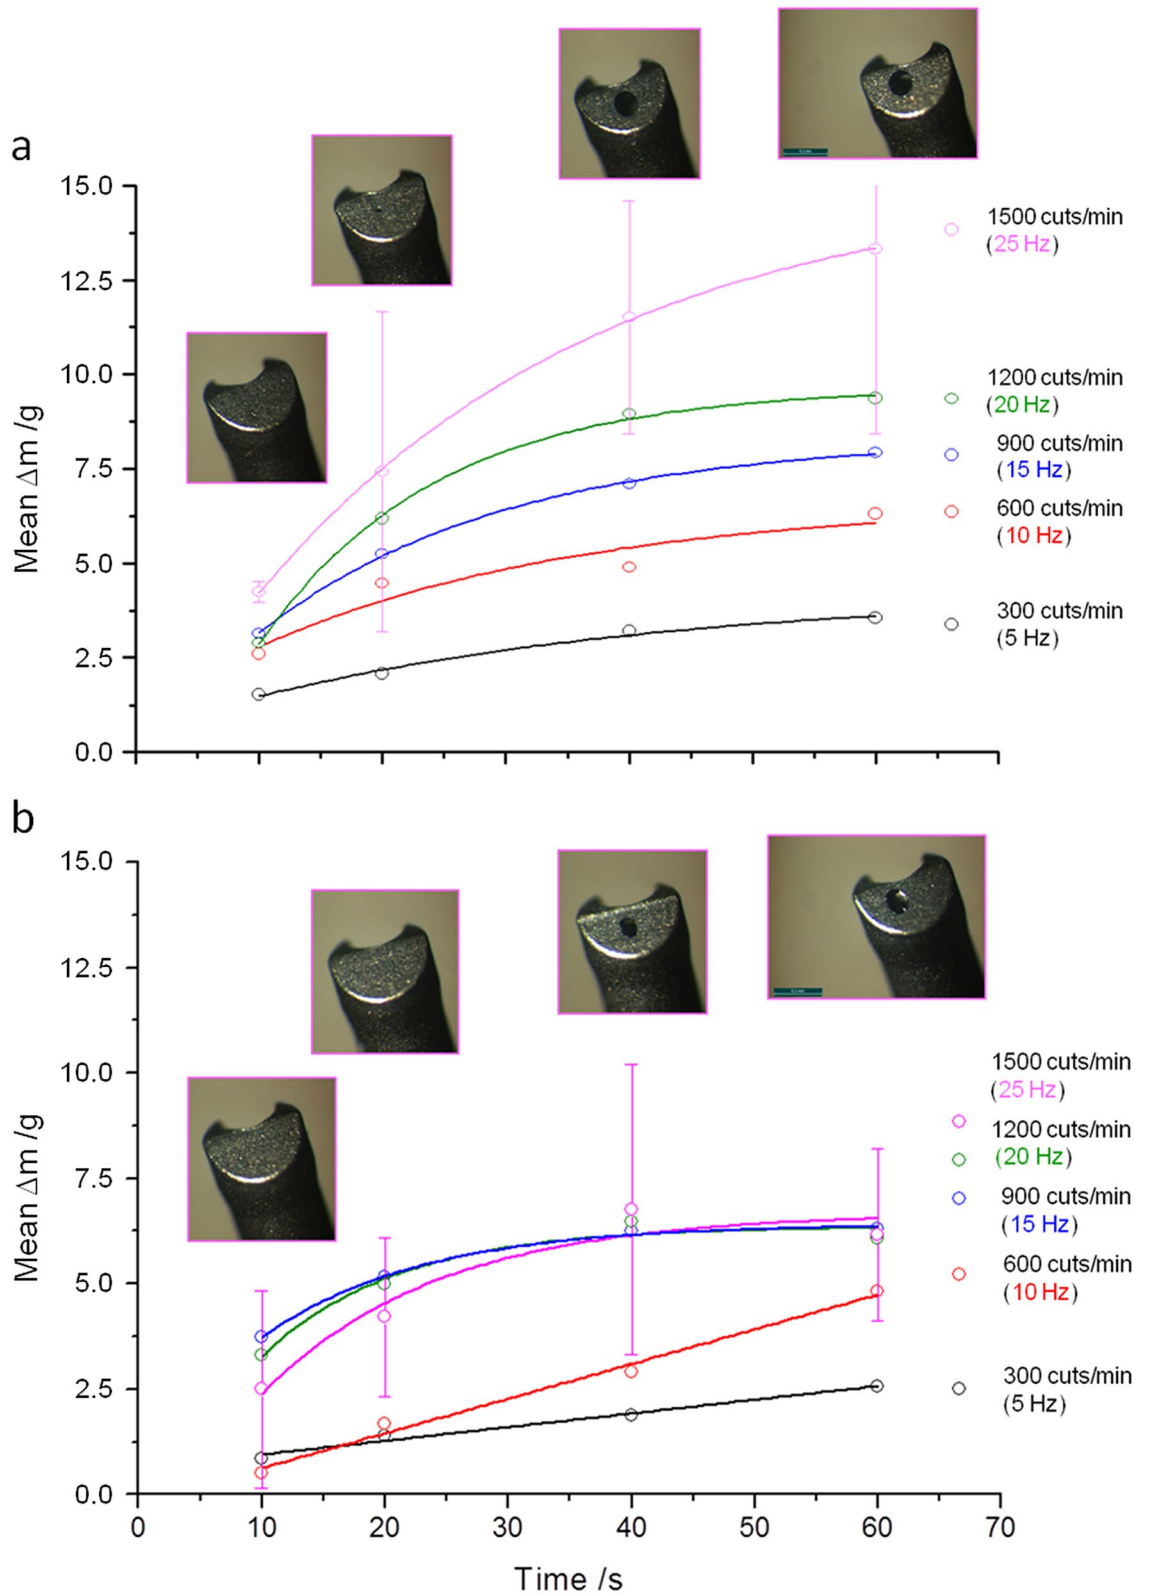 a
15.0
12.5
10.0
7.5
5.0
2.5
0.0
Mean Δm /g
1500 cuts/min
(25 Hz)
1200 cuts/min
(20 Hz)
900 cuts/min
(15 Hz)
600 cuts/min
(10 Hz)
300 cuts/min
(5 Hz)
b
15.0
12.5
10.0
7.5
5.0
2.5
0.0
Mean Δm /g
1500 cuts/min
(25 Hz)
1200 cuts/min
(20 Hz)
900 cuts/min
(15 Hz)
600 cuts/min
(10 Hz)
300 cuts/min
(5 Hz)
0 10 20 30 40 50 60 70
Time /s